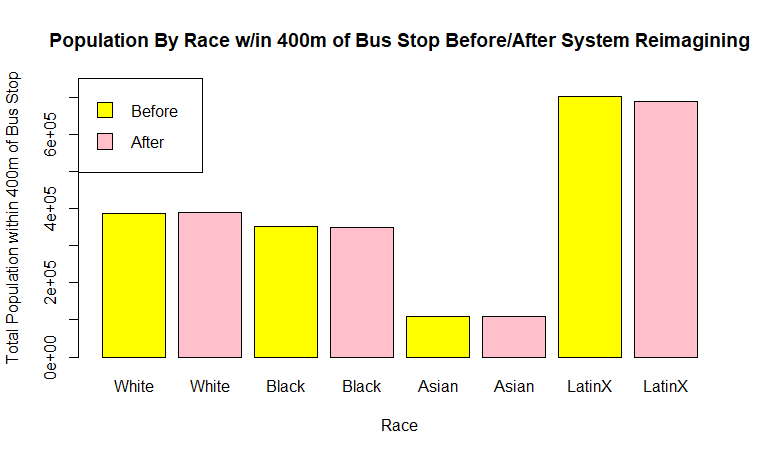 Population By Race w/in 400m of Bus Stop Before/After System Reimagining
Total Population within 400m of Bus Stop
6e+05
4e+05
2e+05
0e+00
Before
After
White White Black Black Asian Asian LatinX LatinX
Race